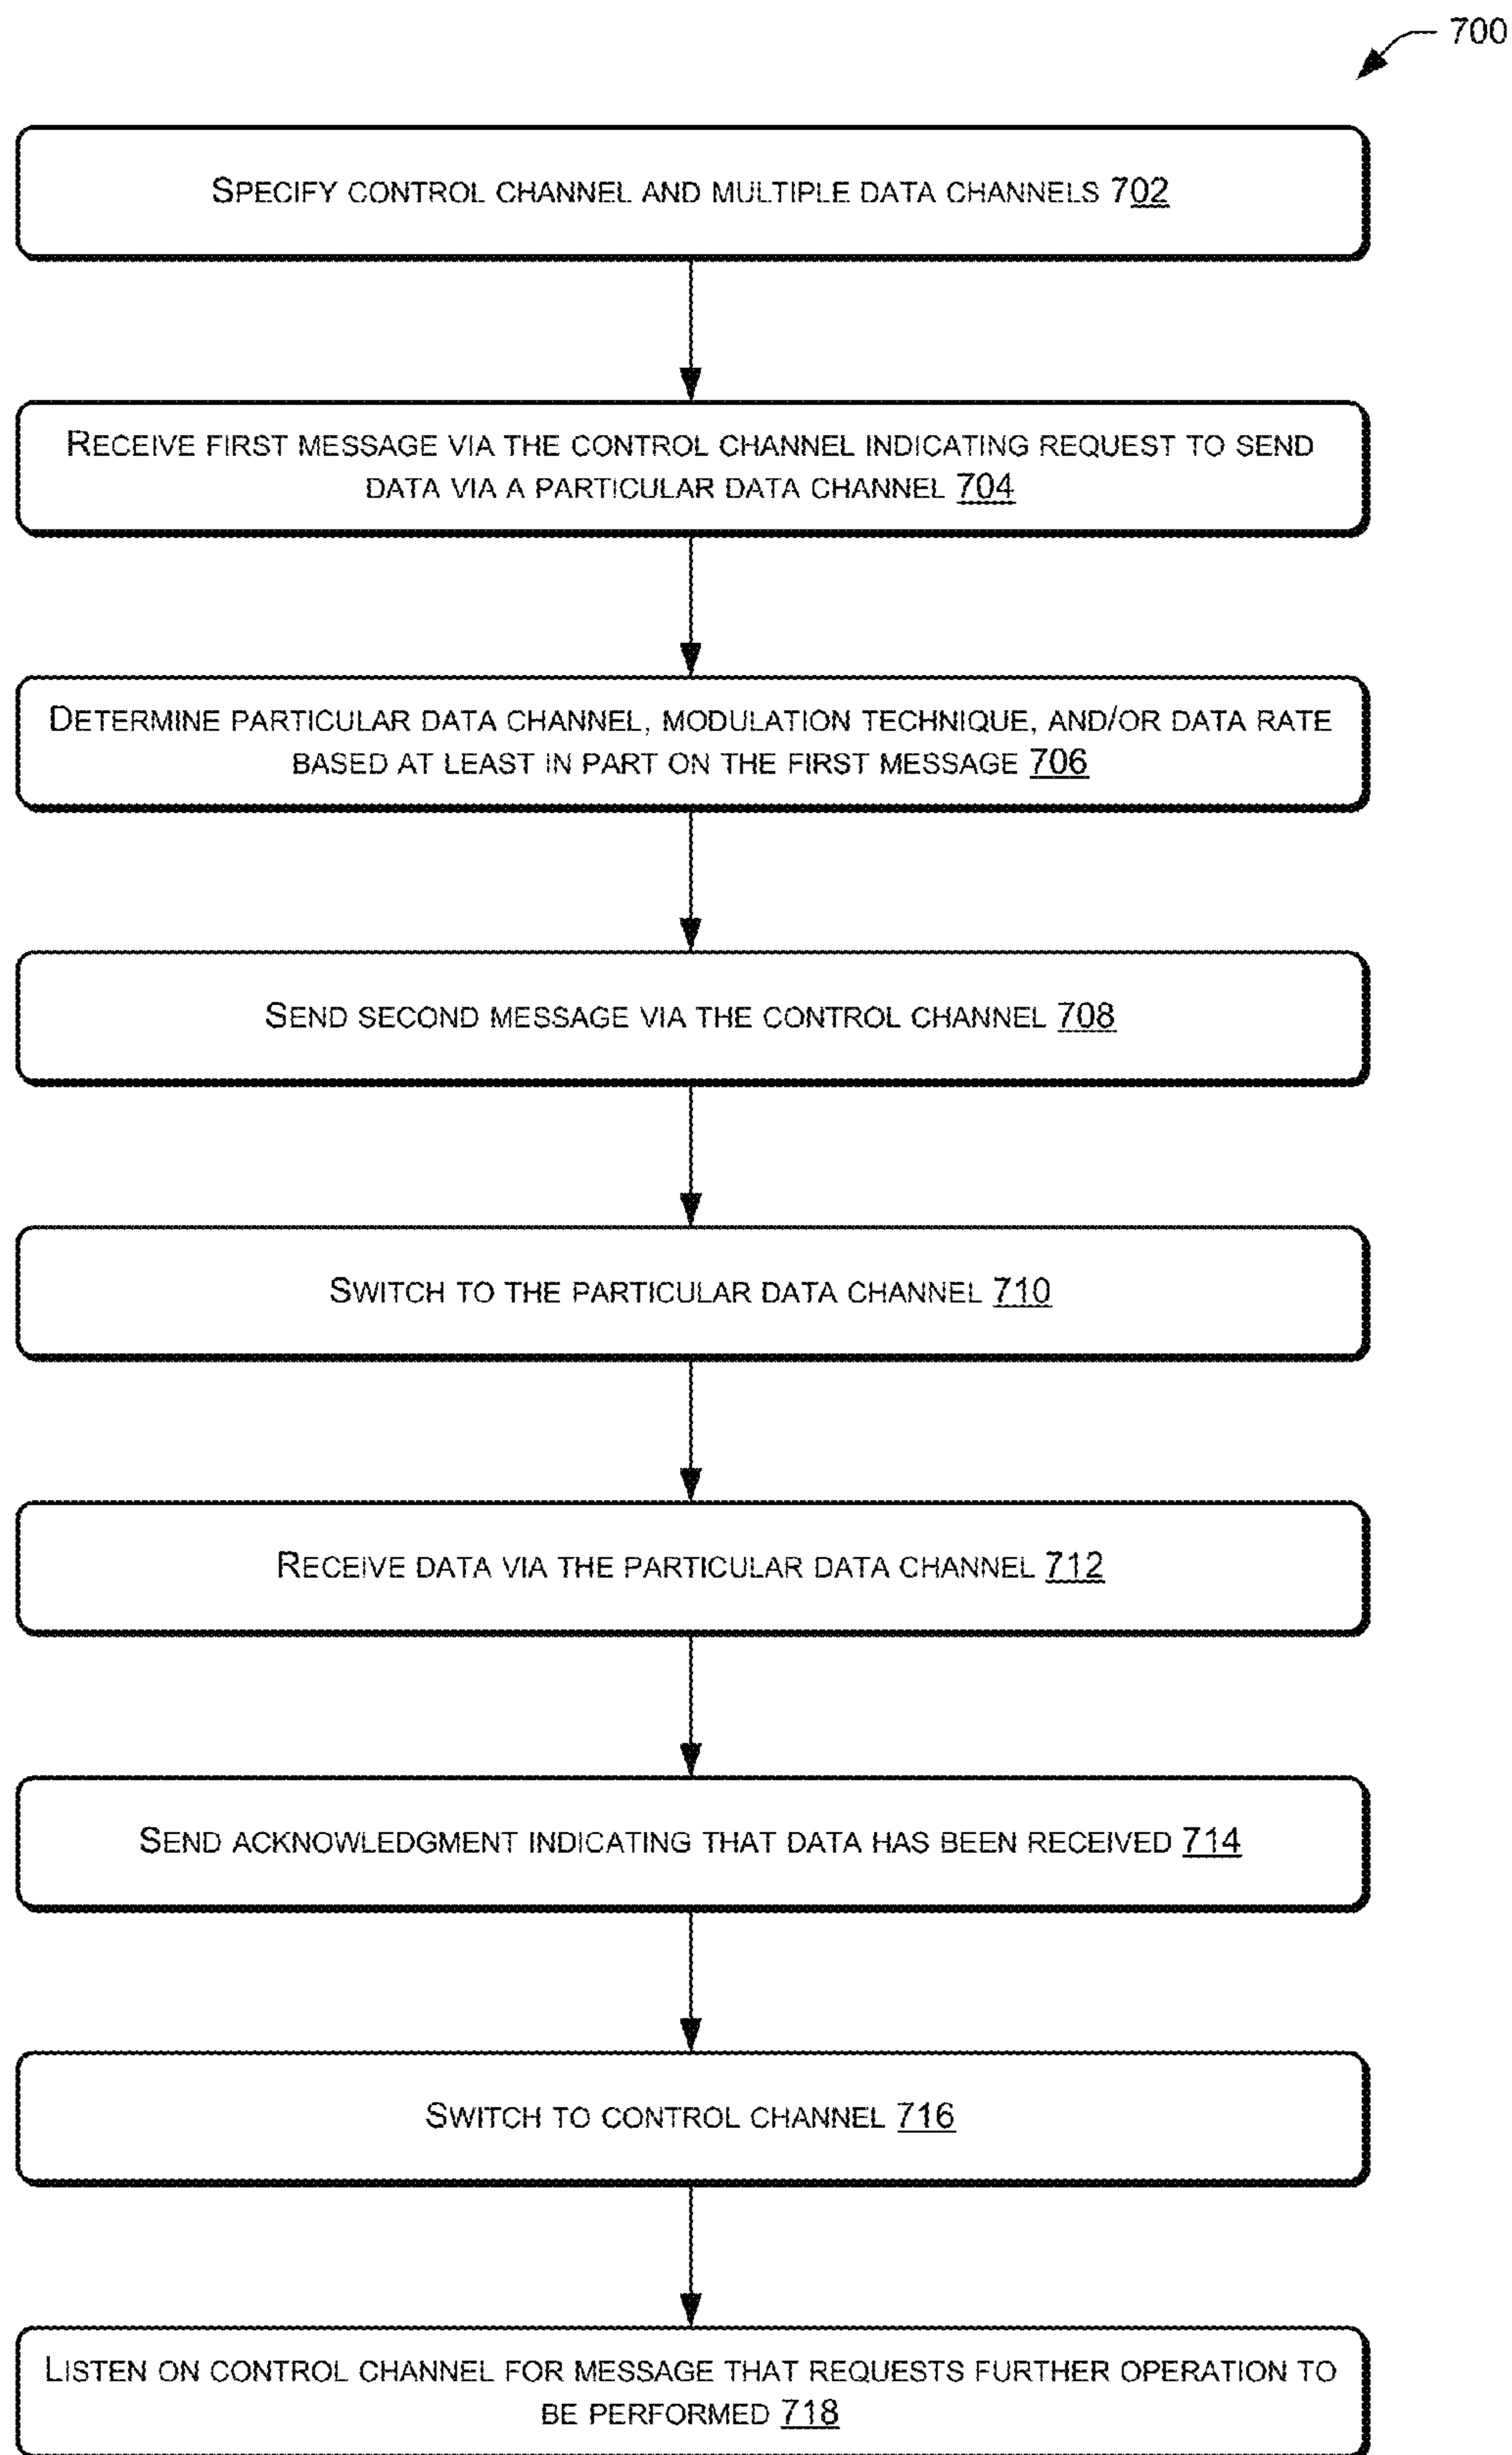 700
SPECIFY CONTROL CHANNEL AND MULTIPLE DATA CHANNELS 702
RECEIVE FIRST MESSAGE VIA THE CONTROL CHANNEL INDICATING REQUEST TO SEND
DATA VIA A PARTICULAR DATA CHANNEL 704
DETERMINE PARTICULAR DATA CHANNEL, MODULATION TECHNIQUE, AND/OR DATA RATE
BASED AT LEAST IN PART ON THE FIRST MESSAGE 706
SEND SECOND MESSAGE VIA THE CONTROL CHANNEL 708
SWITCH TO THE PARTICULAR DATA CHANNEL 710
RECEIVE DATA VIA THE PARTICULAR DATA CHANNEL 712
SEND ACKNOWLEDGMENT INDICATING THAT DATA HAS BEEN RECEIVED 714
SWITCH TO CONTROL CHANNEL 716
LISTEN ON CONTROL CHANNEL FOR MESSAGE THAT REQUESTS FURTHER OPERATION TO
BE PERFORMED 718